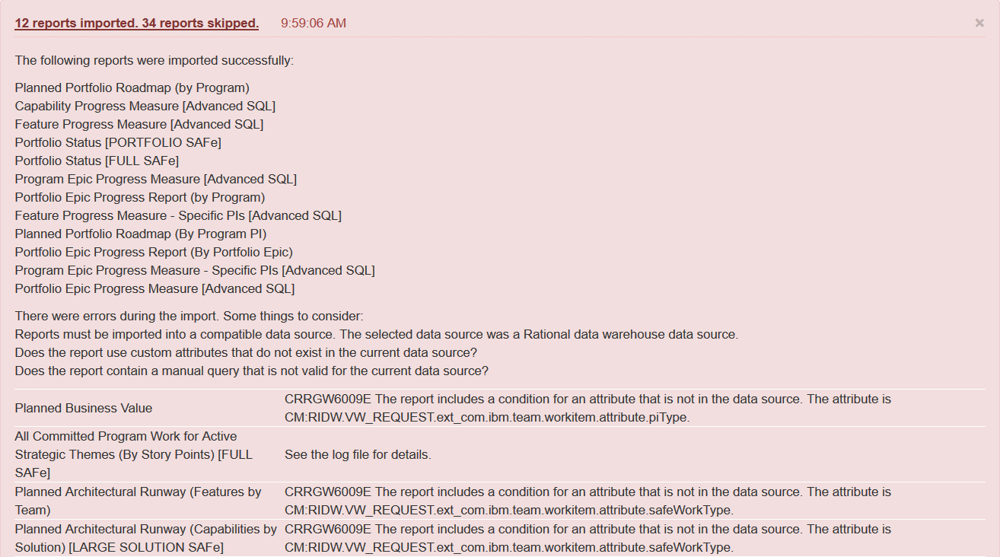 12 reports imported. 34 reports skipped. 9:59:06 AM
The following reports were imported successfully:
Planned Portfolio Roadmap (by Program)
Capability Progress Measure [Advanced SQL]
Feature Progress Measure [Advanced SQL]
Portfolio Status [PORTFOLIO SAFe]
Portfolio Status [FULL SAFe]
Program Epic Progress Measure [Advanced SQL]
Portfolio Epic Progress Report (by Program)
Feature Progress Measure - Specific PIs [Advanced SQL]
Planned Portfolio Roadmap (By Program PI)
Portfolio Epic Progress Report (By Portfolio Epic)
Program Epic Progress Measure - Specific PIs [Advanced SQL]
Portfolio Epic Progress Measure [Advanced SQL]
There were errors during the import. Some things to consider:
Reports must be imported into a compatible data source. The selected data source was a Rational data warehouse data source.
Does the report use custom attributes that do not exist in the current data source?
Does the report contain a manual query that is not valid for the current data source?
Planned Business Value
CRRGW6009E The report includes a condition for an attribute that is not in the data source. The attribute is
CM:RIDW.VW_REQUEST.ext_com.ibm.team.workitem.attribute.piType.
All Committed Program Work for Active
Strategic Themes (By Story Points) [FULL
SAFe]
See the log file for details.
Planned Architectural Runway (Features by
Team)
CRRGW6009E The report includes a condition for an attribute that is not in the data source. The attribute is
CM:RIDW.VW_REQUEST.ext_com.ibm.team.workitem.attribute.safeWorkType.
Planned Architectural Runway (Capabilities by
Solution) [LARGE SOLUTION SAFe]
CRRGW6009E The report includes a condition for an attribute that is not in the data source. The attribute is
CM:RIDW.VW_REQUEST.ext_com.ibm.team.workitem.attribute.safeWorkType.